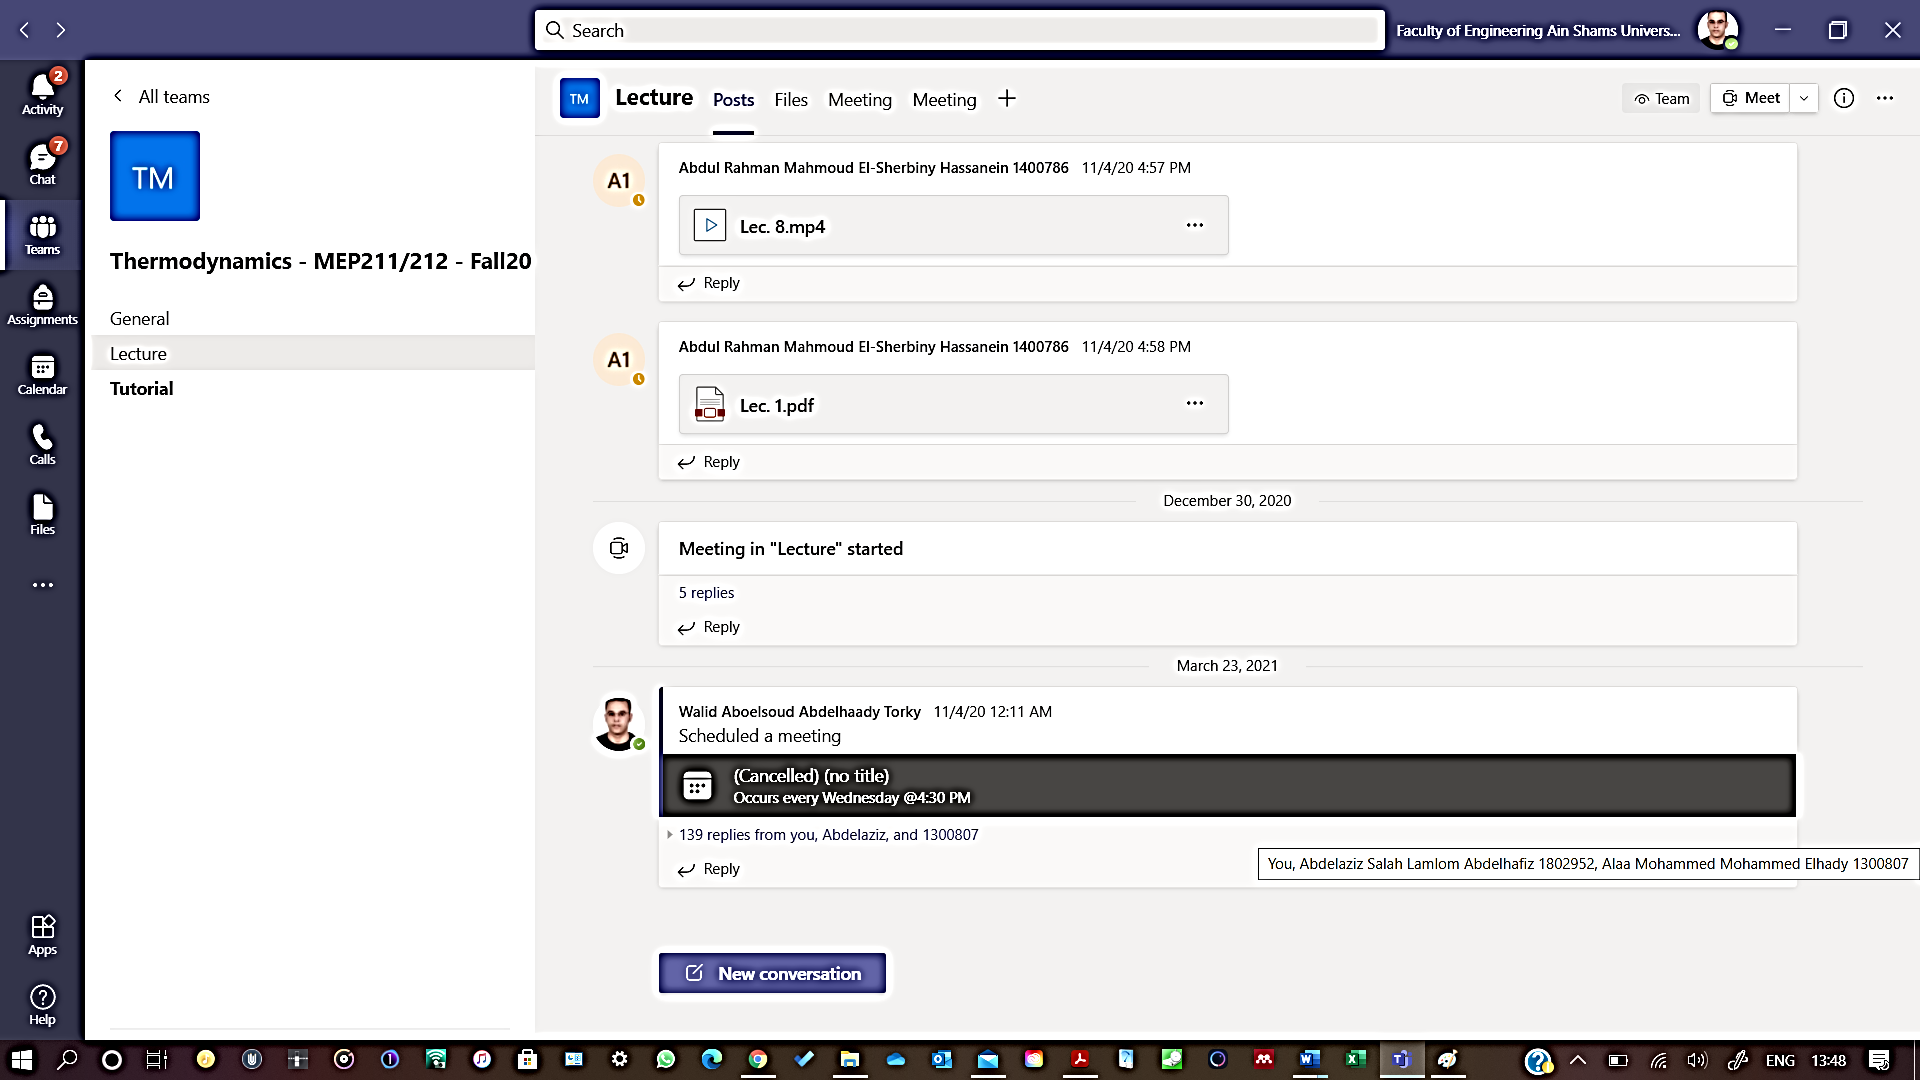 Search
Faculty of Engineering Ain Shams Univers...
2
Activity
7
Chat
Teams
Assignments
Calendar
Calls
Files
Apps
Help
All teams
TM
Thermodynamics - MEP211/212 - Fall20
General
Lecture
Tutorial
TM
Lecture Posts Files Meeting Meeting
Team
Meet
A1
Abdul Rahman Mahmoud El-Sherbiny Hassanein 1400786 11/4/20 4:57 PM
Lec. 8.mp4
Reply
A1
Abdul Rahman Mahmoud El-Sherbiny Hassanein 1400786 11/4/20 4:58 PM
Lec. 1.pdf
Reply
December 30, 2020
Meeting in "Lecture" started
5 replies
Reply
March 23, 2021
Walid Aboelsoud Abdelhaady Torky 11/4/20 12:11 AM
Scheduled a meeting
(Cancelled) (no title)
Occurs every Wednesday @4:30 PM
139 replies from you, Abdelaziz, and 1300807
You, Abdelaziz Salah Lamlom Abdelhafiz 1802952, Alaa Mohammed Mohammed Elhady 1300807
Reply
New conversation
ENG 13:48